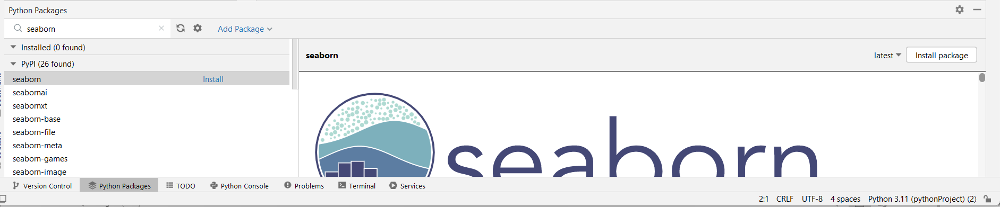 Python Packages
seaborn
Add Package
Installed (0 found)
PyPI (26 found)
seaborn Install
seabornai
seabornxt
seaborn-base
seaborn-file
seaborn-meta
seaborn-games
seaborn-image
seaborn latest Install package
seaborn
Version Control Python Packages TODO Python Console Problems Terminal Services
2:1 CRLF UTF-8 4 spaces Python 3.11 (pythonProject) (2)